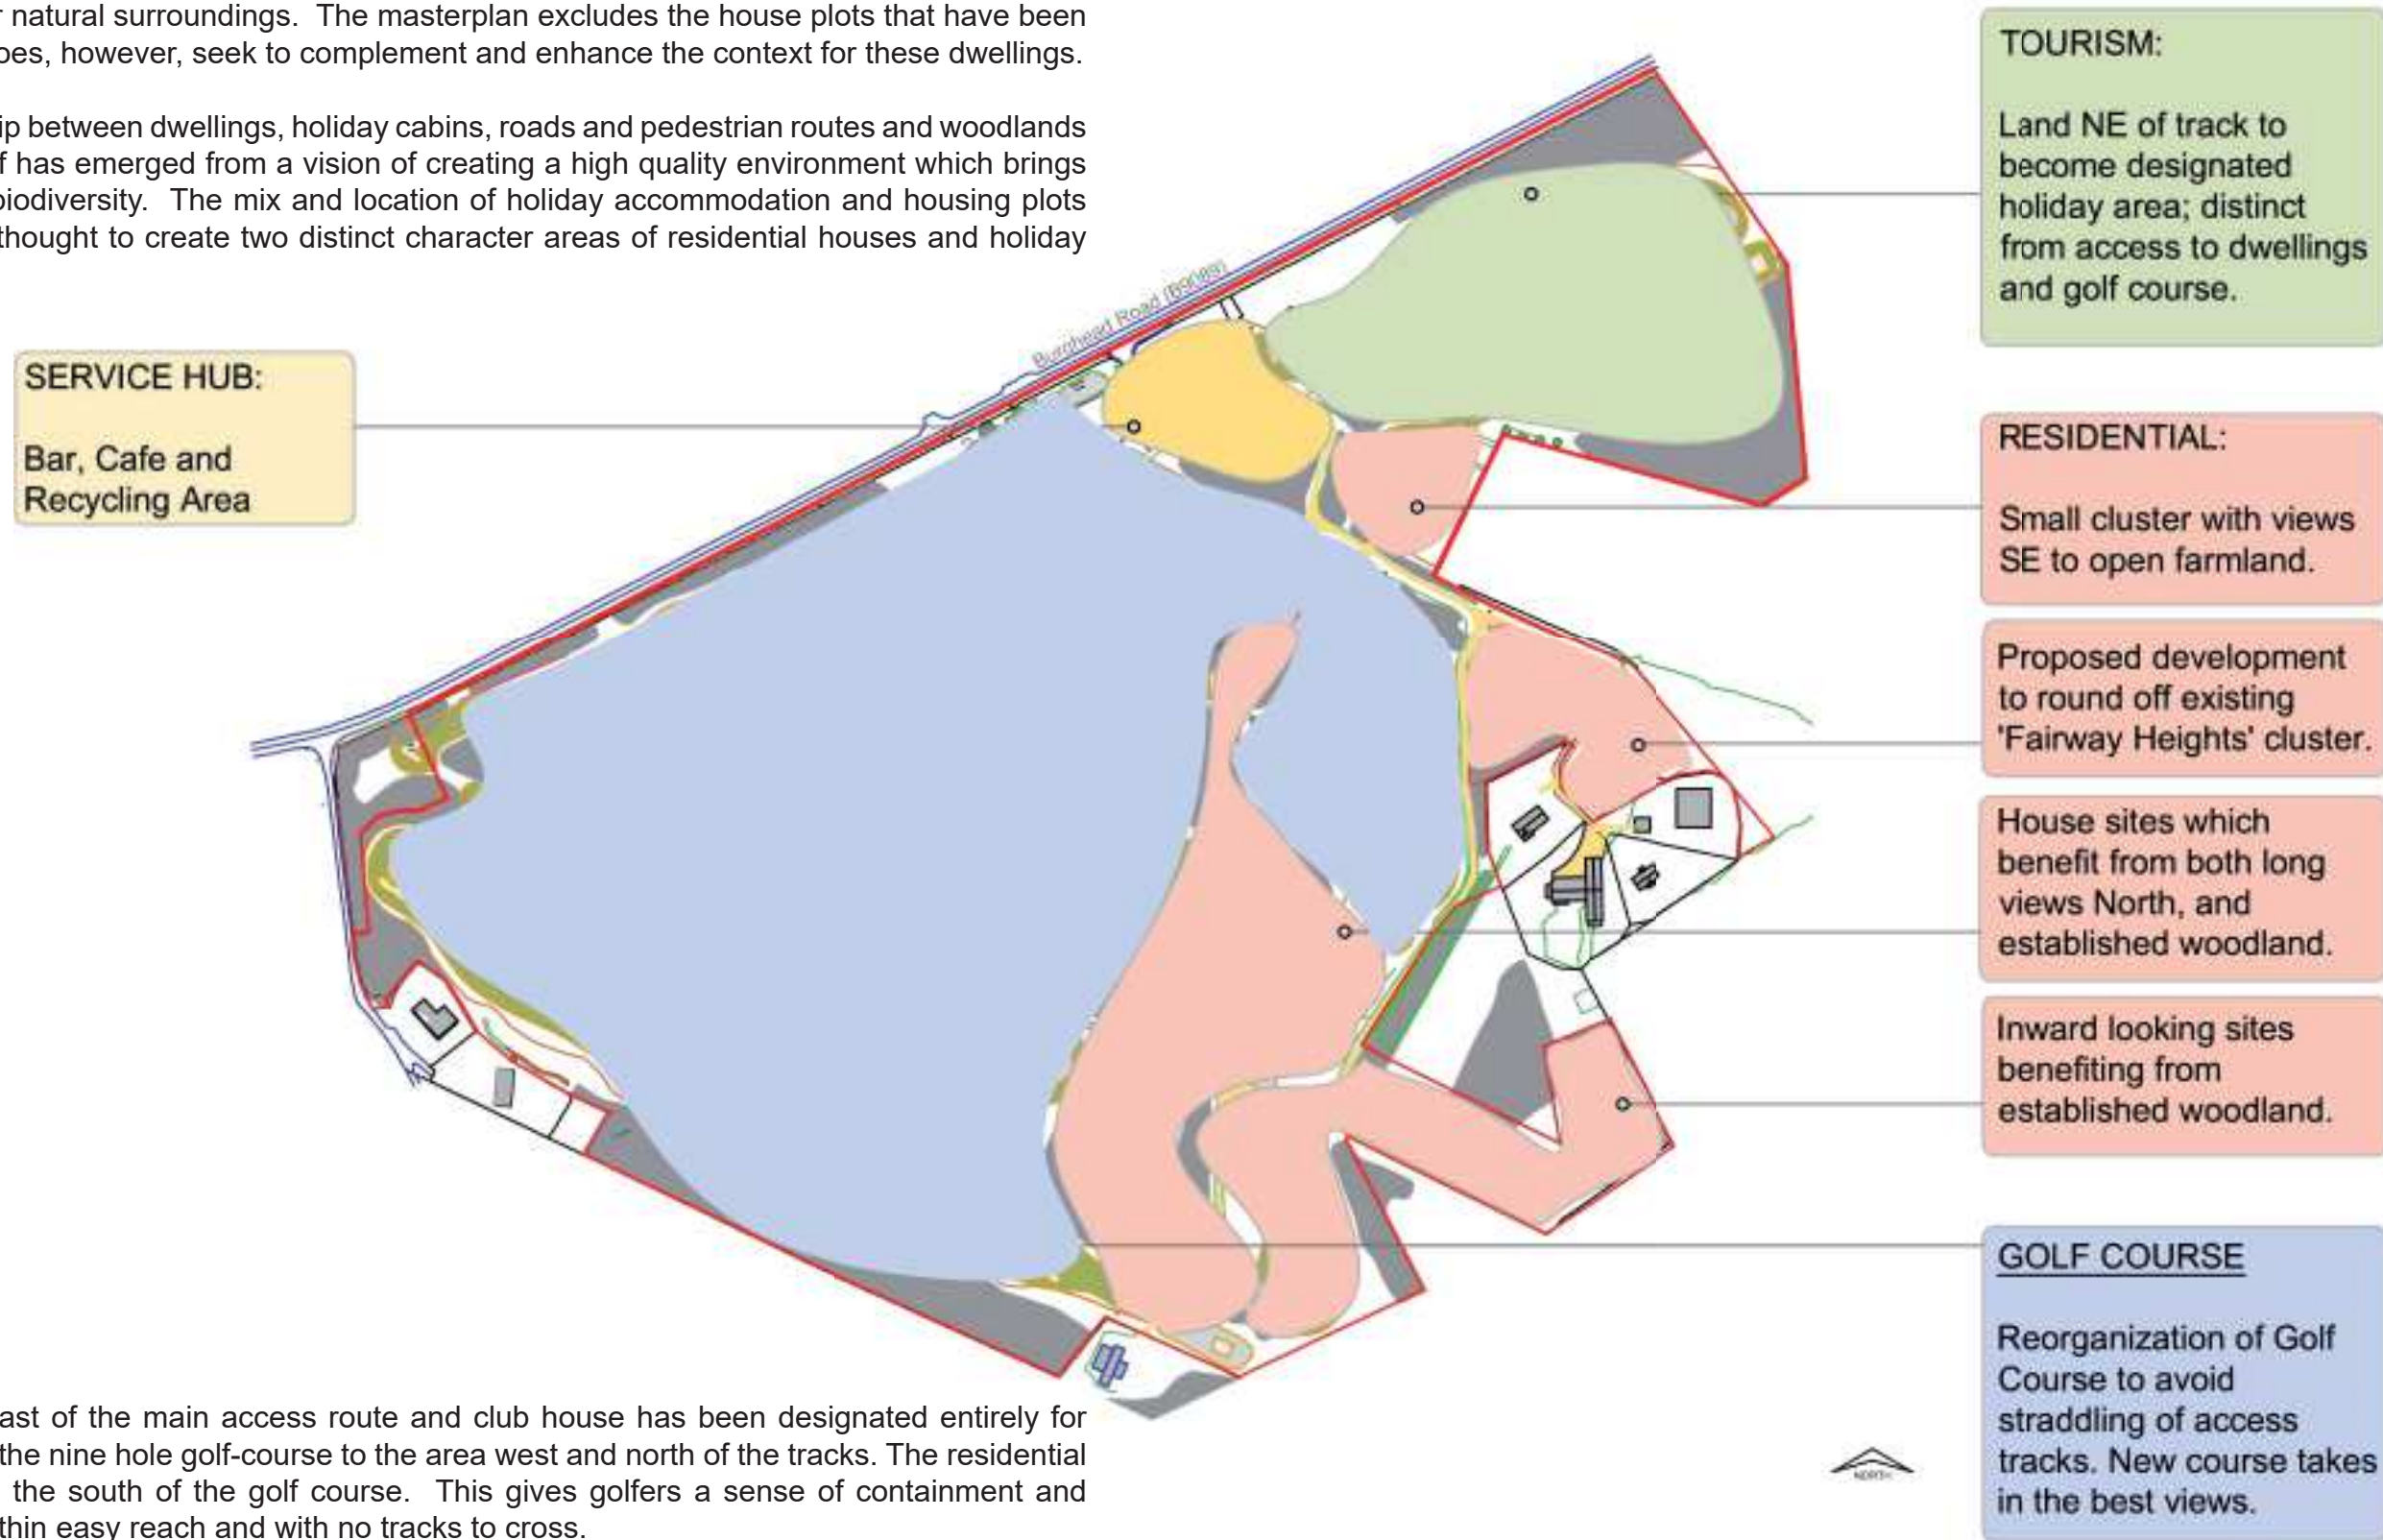 r natural surroundings. The masterplan excludes the house plots that have been
oes, however, seek to complement and enhance the context for these dwellings.
ip between dwellings, holiday cabins, roads and pedestrian routes and woodlands
f has emerged from a vision of creating a high quality environment which brings
biodiversity. The mix and location of holiday accommodation and housing plots
thought to create two distinct character areas of residential houses and holiday
TOURISM:
Land NE of track to
become designated
holiday area; distinct
from access to dwellings
and golf course.
Burghead Road (B9089)
SERVICE HUB:
Bar, Cafe and
Recycling Area
RESIDENTIAL:
Small cluster with views
SE to open farmland.
Proposed development
to round off existing
'Fairway Heights' cluster.
House sites which
benefit from both long
views North, and
established woodland.
Inward looking sites
benefiting from
established woodland.
GOLF COURSE
Reorganization of Golf
Course to avoid
straddling of access
tracks. New course takes
in the best views.
NORTH
ast of the main access route and club house has been designated entirely for
the nine hole golf-course to the area west and north of the tracks. The residential
the south of the golf course. This gives golfers a sense of containment and
thin easy reach and with no tracks to cross.